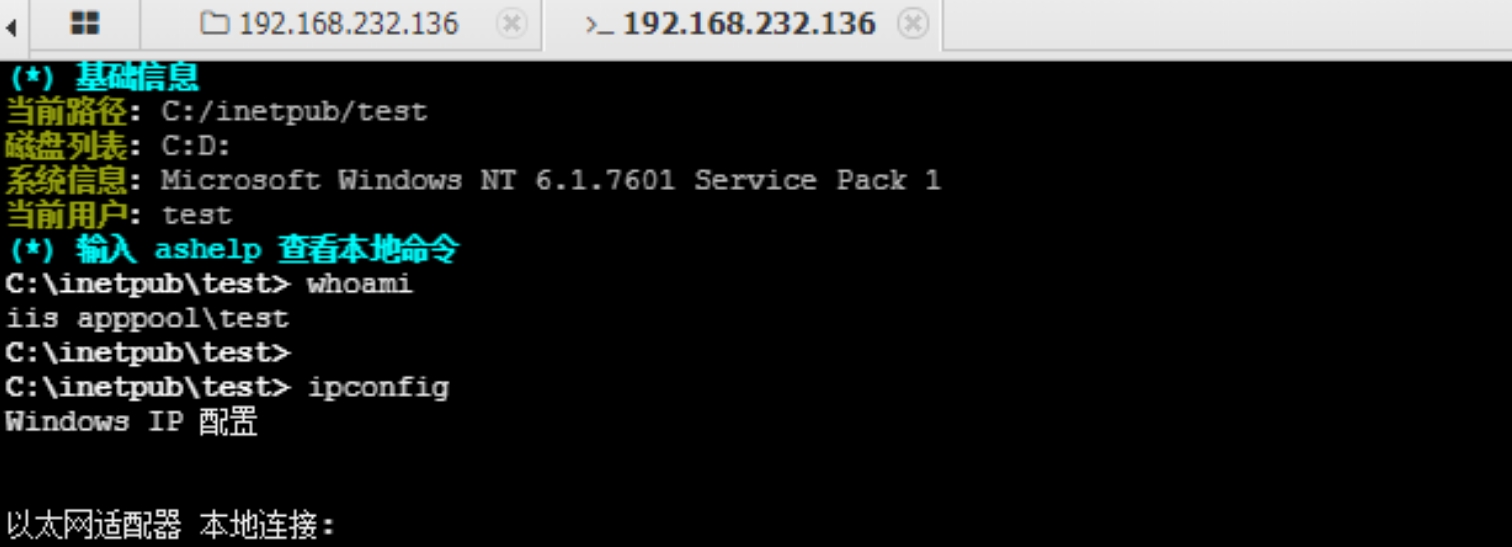 192.168.232.136 >_ 192.168.232.136
(*) 基础信息
当前路径: C:/inetpub/test
磁盘列表: C:D:
系统信息: Microsoft Windows NT 6.1.7601 Service Pack 1
当前用户: test
(*) 输入 ashelp 查看本地命令
C:\inetpub\test> whoami
iis apppool\test
C:\inetpub\test>
C:\inetpub\test> ipconfig
Windows IP 配置
以太网适配器 本地连接: